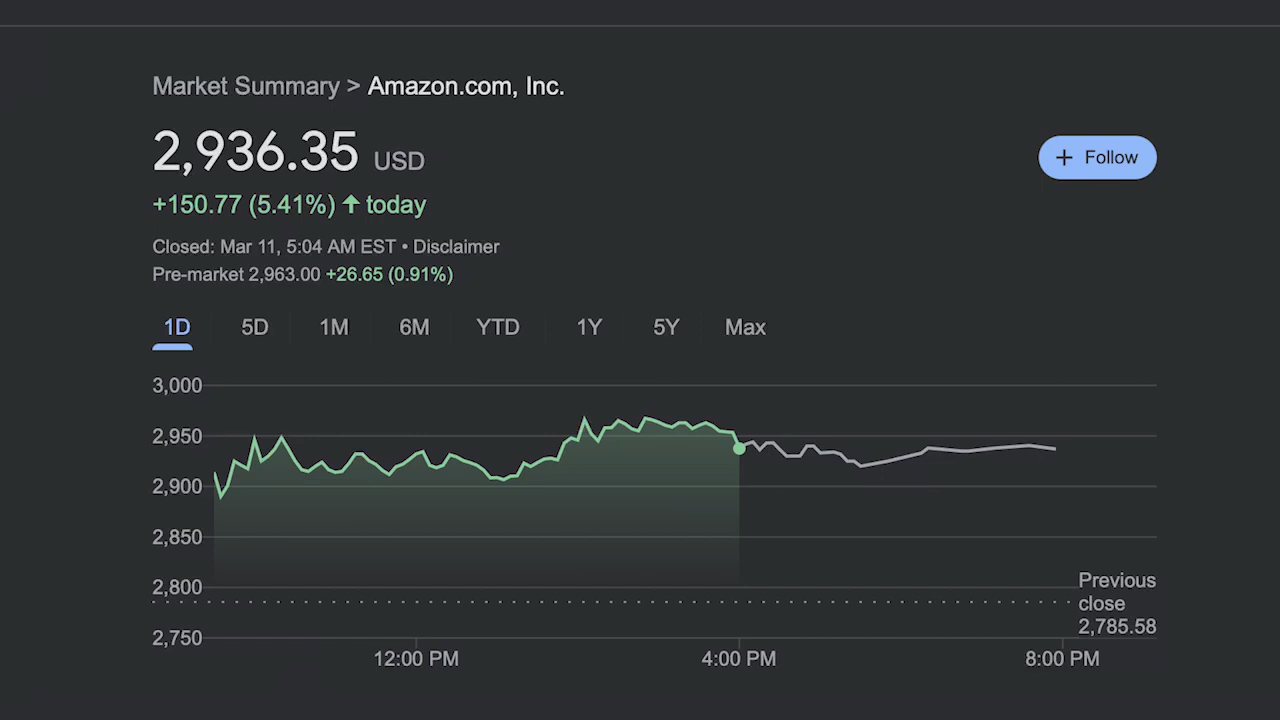 Market Summary > Amazon.com, Inc.
2,936.35 USD
+ Follow
+150.77 (5.41%) ↑ today
Closed: Mar 11, 5:04 AM EST • Disclaimer
Pre-market 2,963.00 +26.65 (0.91%)
1D 5D 1M 6M YTD 1Y 5Y Max
3,000
2,950
2,900
2,850
2,800
Previous
close
2,785.58
2,750
12:00 PM 4:00 PM 8:00 PM